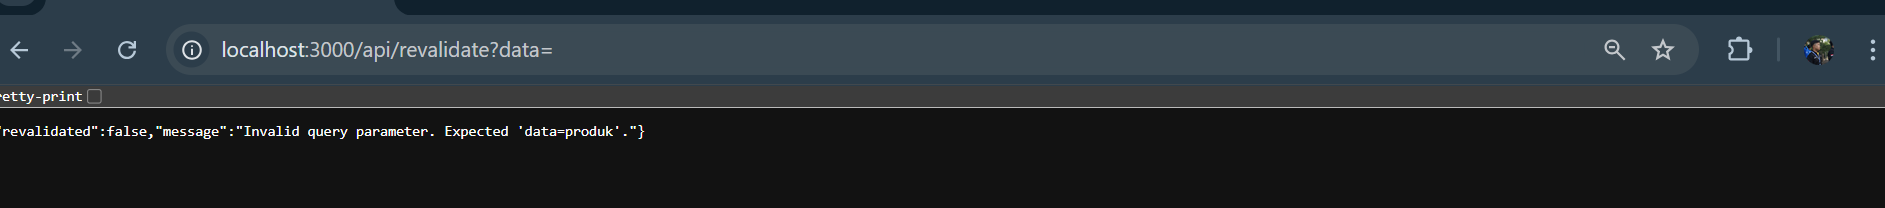 localhost:3000/api/revalidate?data=
etty-print
revalidated":false,"message":"Invalid query parameter. Expected 'data=produk'."}